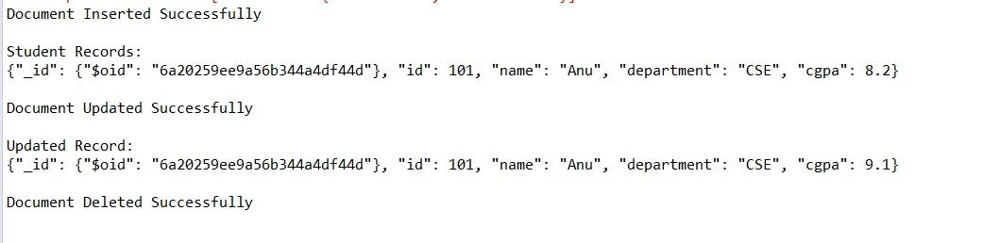 Document Inserted Successfully
Student Records:
{"_id": {"$oid": "6a20259ee9a56b344a4df44d"}, "id": 101, "name": "Anu", "department": "CSE", "cgpa": 8.2}
Document Updated Successfully
Updated Record:
{"_id": {"$oid": "6a20259ee9a56b344a4df44d"}, "id": 101, "name": "Anu", "department": "CSE", "cgpa": 9.1}
Document Deleted Successfully